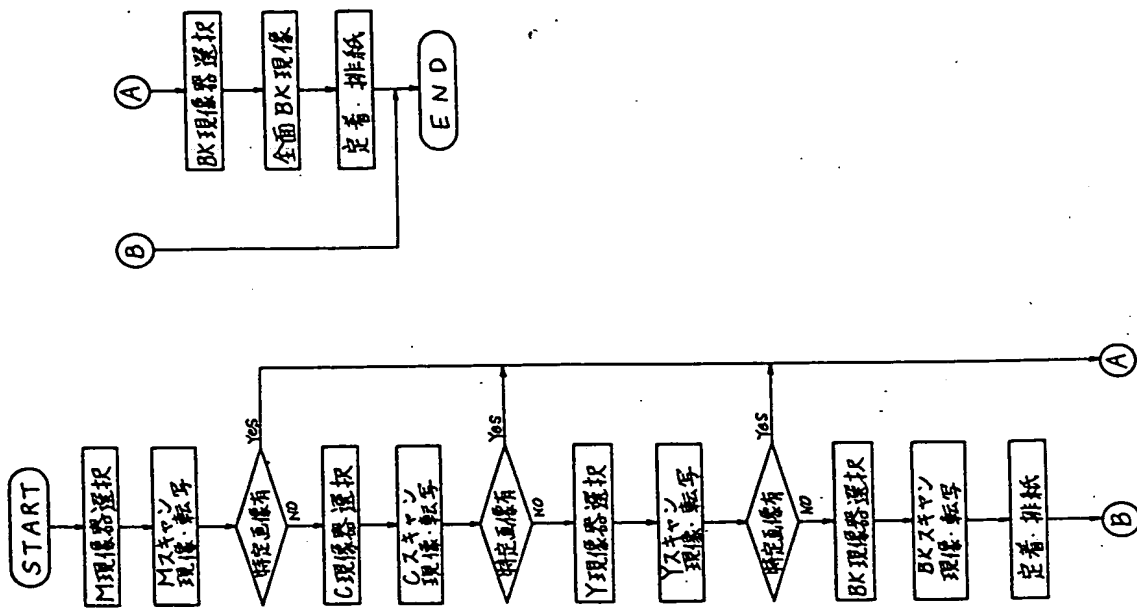 START
M現像器選択
Mスキャン
現像・転写
特定画像有
Yes
NO
C現像器選択
Cスキャン
現像・転写
特定画像有
Yes
NO
Y現像器選択
Yスキャン
現像・転写
特定画像有
Yes
NO
BK現像器選択
BKスキャン
現像・転写
定着・排紙
B
A
A
BK現像器選択
全面BK現像
定着・排紙
B
END